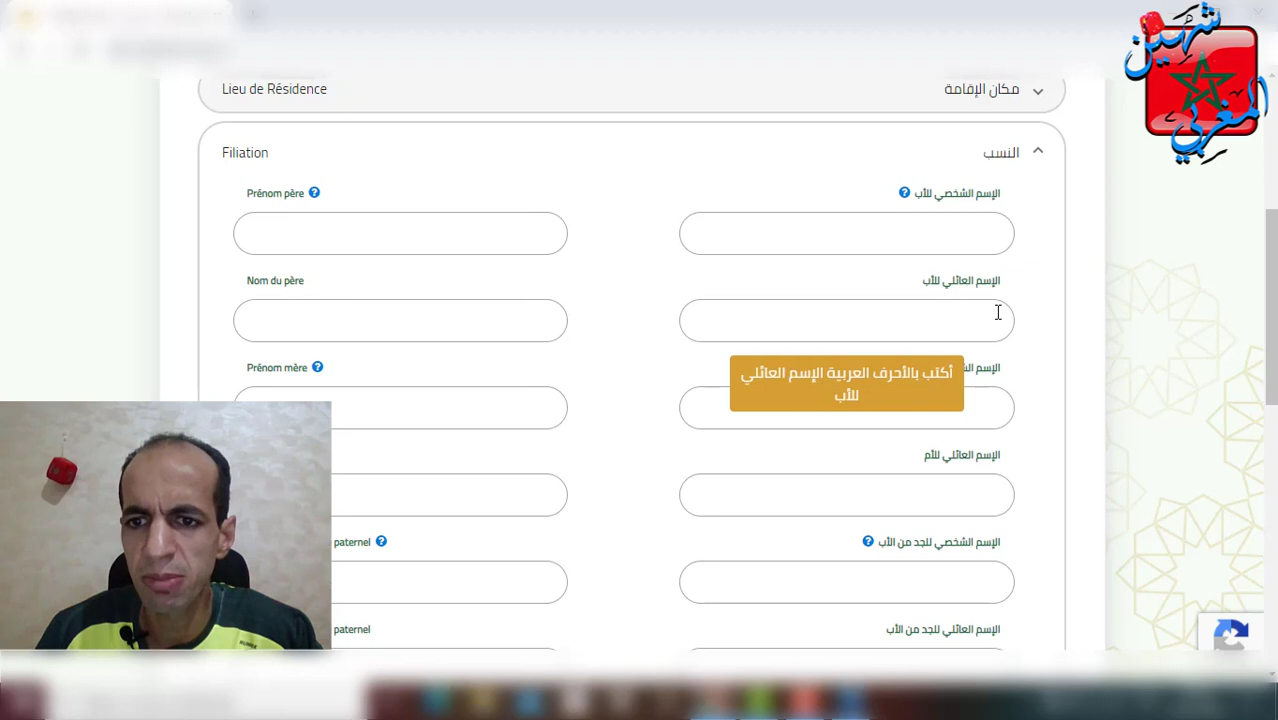 شهين
المغربي
Lieu de Résidence مكان الإقامة
Filiation النسب
Prénom père ? الإسم الشخصي للأب ?
Nom du père الإسم العائلي للأب
Prénom mère ?
أكتب بالأحرف العربية الإسم العائلي
للأب
الإسم العائلي للأم
paternel ? الإسم الشخصي للجد من الأب ?
paternel الإسم العائلي للجد من الأب